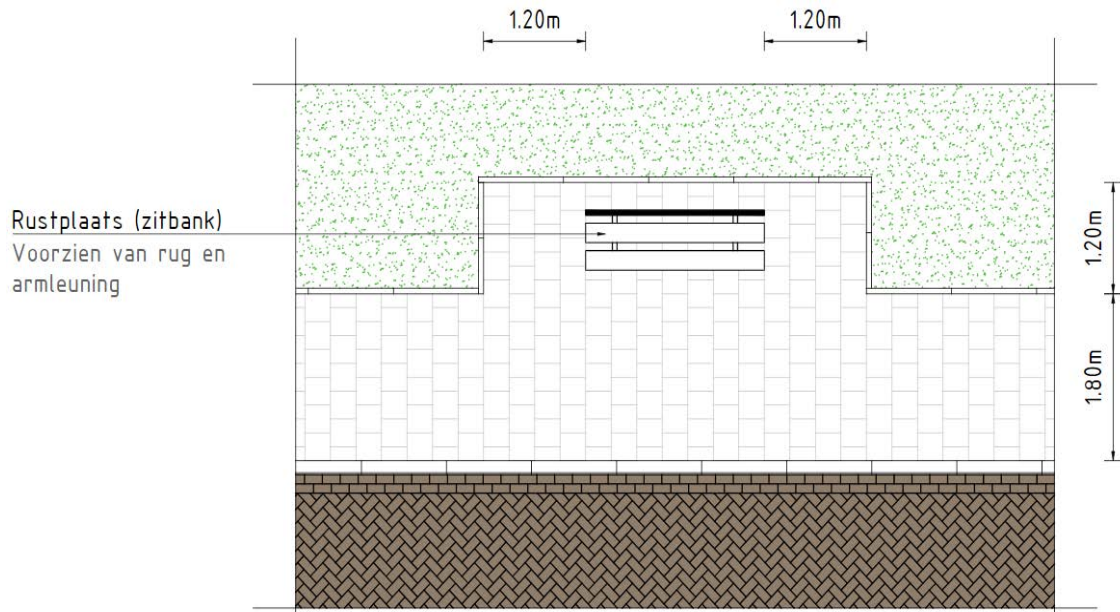 1.20m
1.20m
Rustplaats (zitbank)
Voorzien van rug en
armleuning
1.20m
1.80m